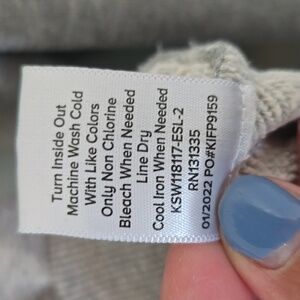 Turn Inside Out
Machine Wash Cold
With Like Colors
Only Non Chlorine
Bleach When Needed
Line Dry
Cool Iron When Needed
KSW118117-ESL-2
RN131335
01/2022 PO#KIFP9159